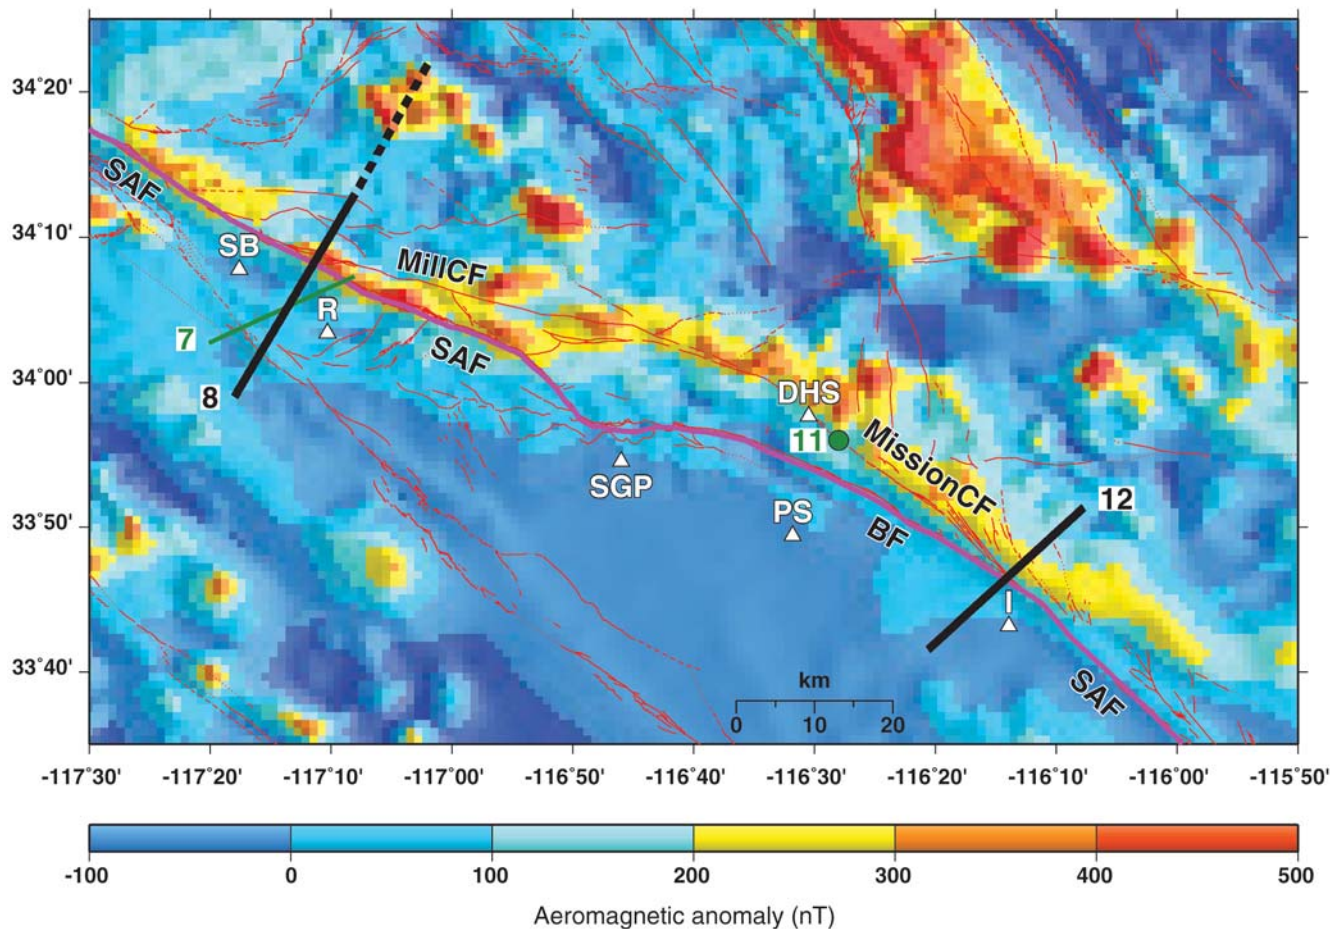 34°20'
34°10'
34°00'
33°50'
33°40'
SAF
SB
MillCF
R
7
SAF
8
DHS
11
MissionCF
SGP
PS
BF
12
I
SAF
km
0 10 20
-117°30' -117°20' -117°10' -117°00' -116°50' -116°40' -116°30' -116°20' -116°10' -116°00' -115°50'
-100 0 100 200 300 400 500
Aeromagnetic anomaly (nT)